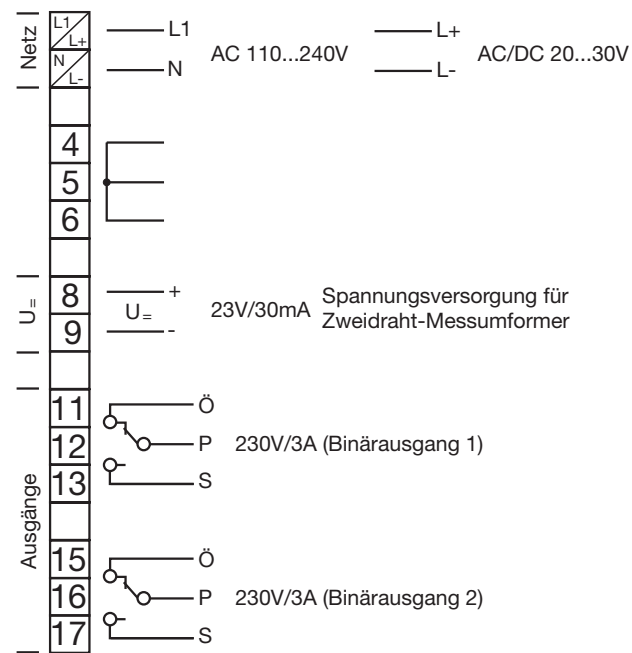 Netz
L1 L+ L1 AC 110...240V L+ AC/DC 20...30V
N L- N L-
4
5
6
U=
8 + U= 23V/30mA Spannungsversorgung für
9 - Zweidraht-Messumformer
Ausgänge
11 Ö
12 P 230V/3A (Binärausgang 1)
13 S
15 Ö
16 P 230V/3A (Binärausgang 2)
17 S